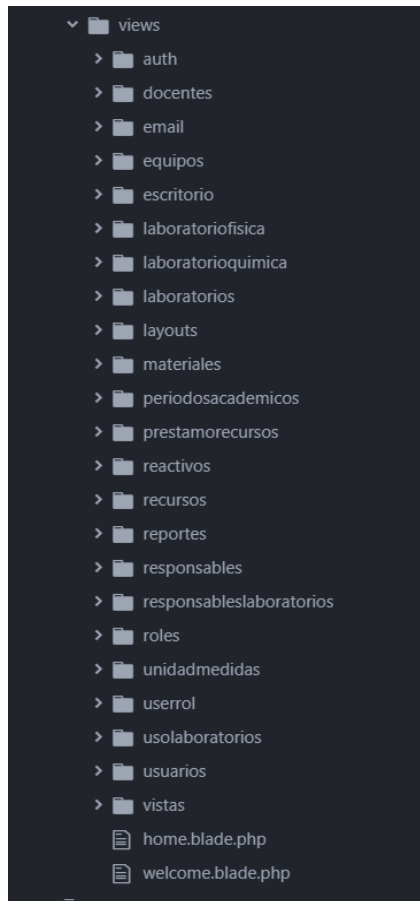 views
auth
docentes
email
equipos
escritorio
laboratoriofisica
laboratorioquimica
laboratorios
layouts
materiales
periodosacademicos
prestamorecursos
reactivos
recursos
reportes
responsables
responsableslaboratorios
roles
unidadmedidas
userrol
usolaboratorios
usuarios
vistas
home.blade.php
welcome.blade.php